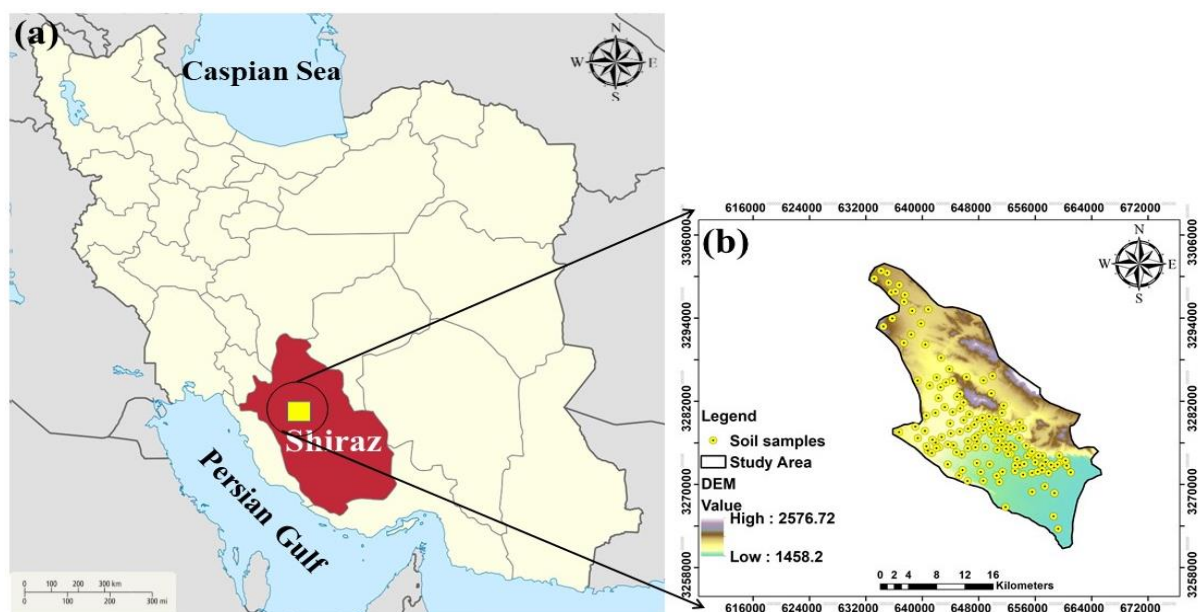 (a)
N
W E
S
Caspian Sea
Shiraz
Persian Gulf
0 100 200 300 km
0 100 200 300 mi
616000 624000 632000 640000 648000 656000 664000 672000
(b)
N
W E
S
3306000
3294000
3282000
3270000
3258000
3306000
3294000
3282000
3270000
3258000
Legend
Soil samples
Study Area
DEM
Value
High : 2576.72
Low : 1458.2
0 2 4 8 12 16
Kilometers
616000 624000 632000 640000 648000 656000 664000 672000